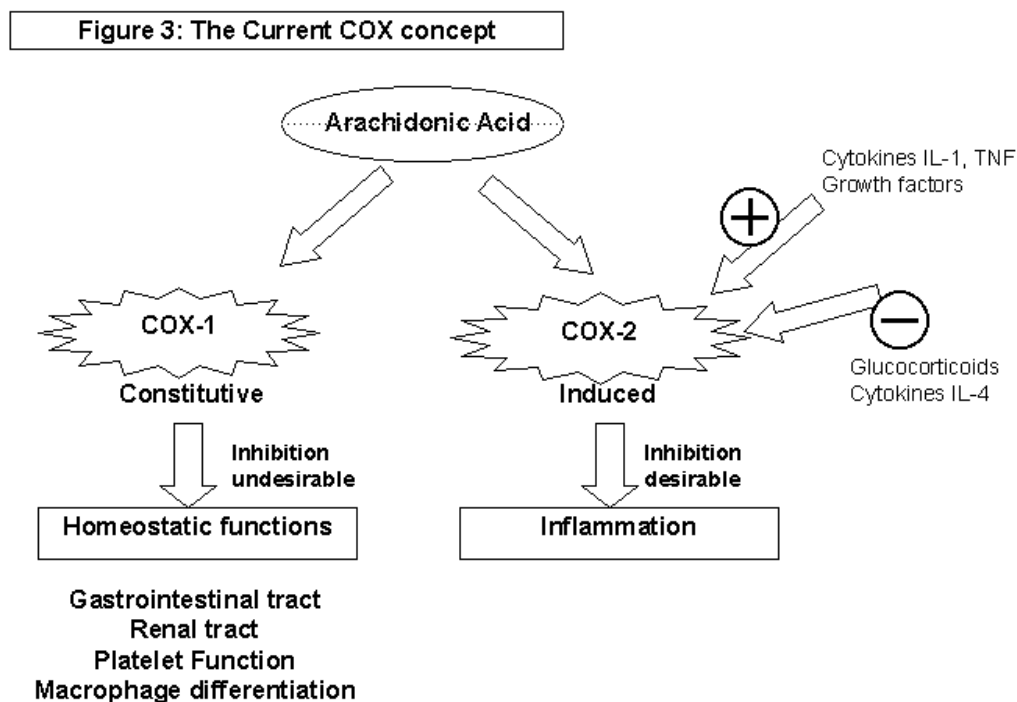 Figure 3: The Current COX concept
Arachidonic Acid
Cytokines IL-1, TNF
Growth factors
COX-1
COX-2
Glucocorticoids
Cytokines IL-4
Constitutive
Induced
Inhibition
undesirable
Inhibition
desirable
Homeostatic functions
Inflammation
Gastrointestinal tract
Renal tract
Platelet Function
Macrophage differentiation